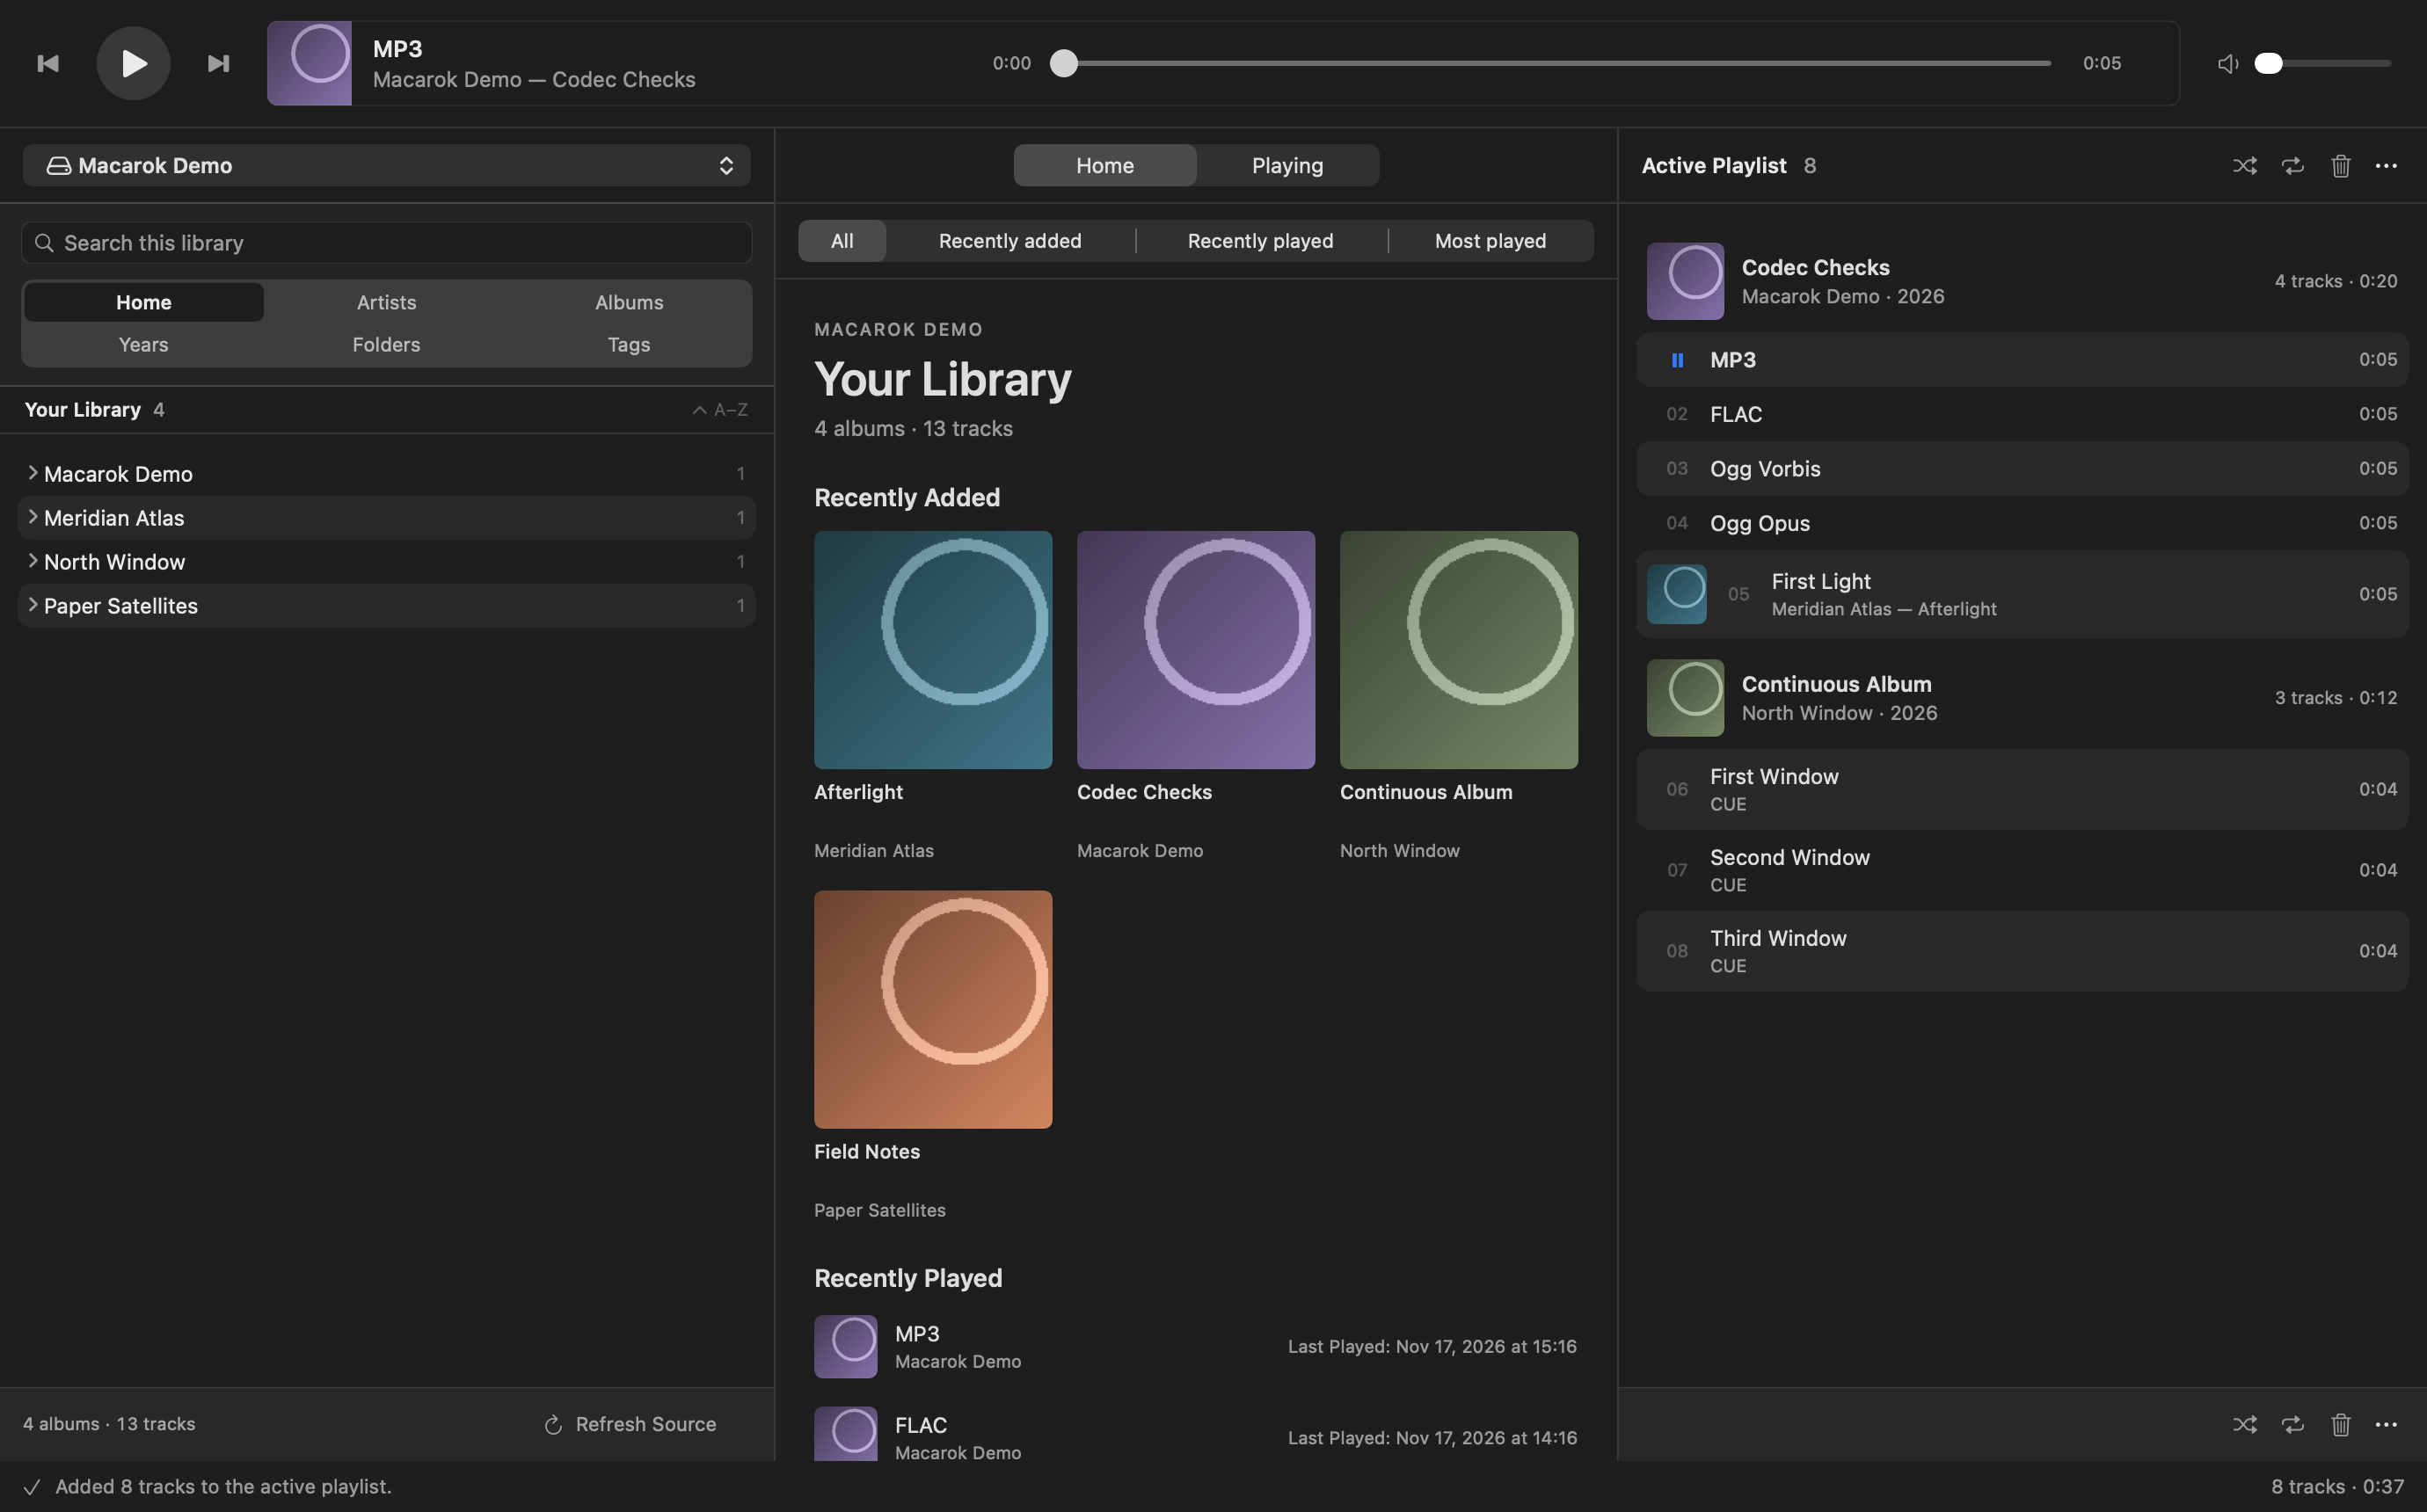 MP3
Macarok Demo — Codec Checks
0:00
0:05
Macarok Demo
Search this library
Home Artists Albums
Years Folders Tags
Your Library 4
A–Z
Macarok Demo 1
Meridian Atlas 1
North Window 1
Paper Satellites 1
4 albums · 13 tracks
Refresh Source
Home Playing
All Recently added Recently played Most played
MACAROK DEMO
Your Library
4 albums · 13 tracks
Recently Added
Afterlight Codec Checks Continuous Album
Meridian Atlas Macarok Demo North Window
Field Notes
Paper Satellites
Recently Played
MP3
Macarok Demo
Last Played: Nov 17, 2026 at 15:16
FLAC
Macarok Demo
Last Played: Nov 17, 2026 at 14:16
Active Playlist 8
Codec Checks
Macarok Demo · 2026
4 tracks · 0:20
MP3 0:05
02 FLAC 0:05
03 Ogg Vorbis 0:05
04 Ogg Opus 0:05
05 First Light 0:05
Meridian Atlas — Afterlight
Continuous Album
North Window · 2026
3 tracks · 0:12
06 First Window 0:04
CUE
07 Second Window 0:04
CUE
08 Third Window 0:04
CUE
Added 8 tracks to the active playlist.
8 tracks · 0:37